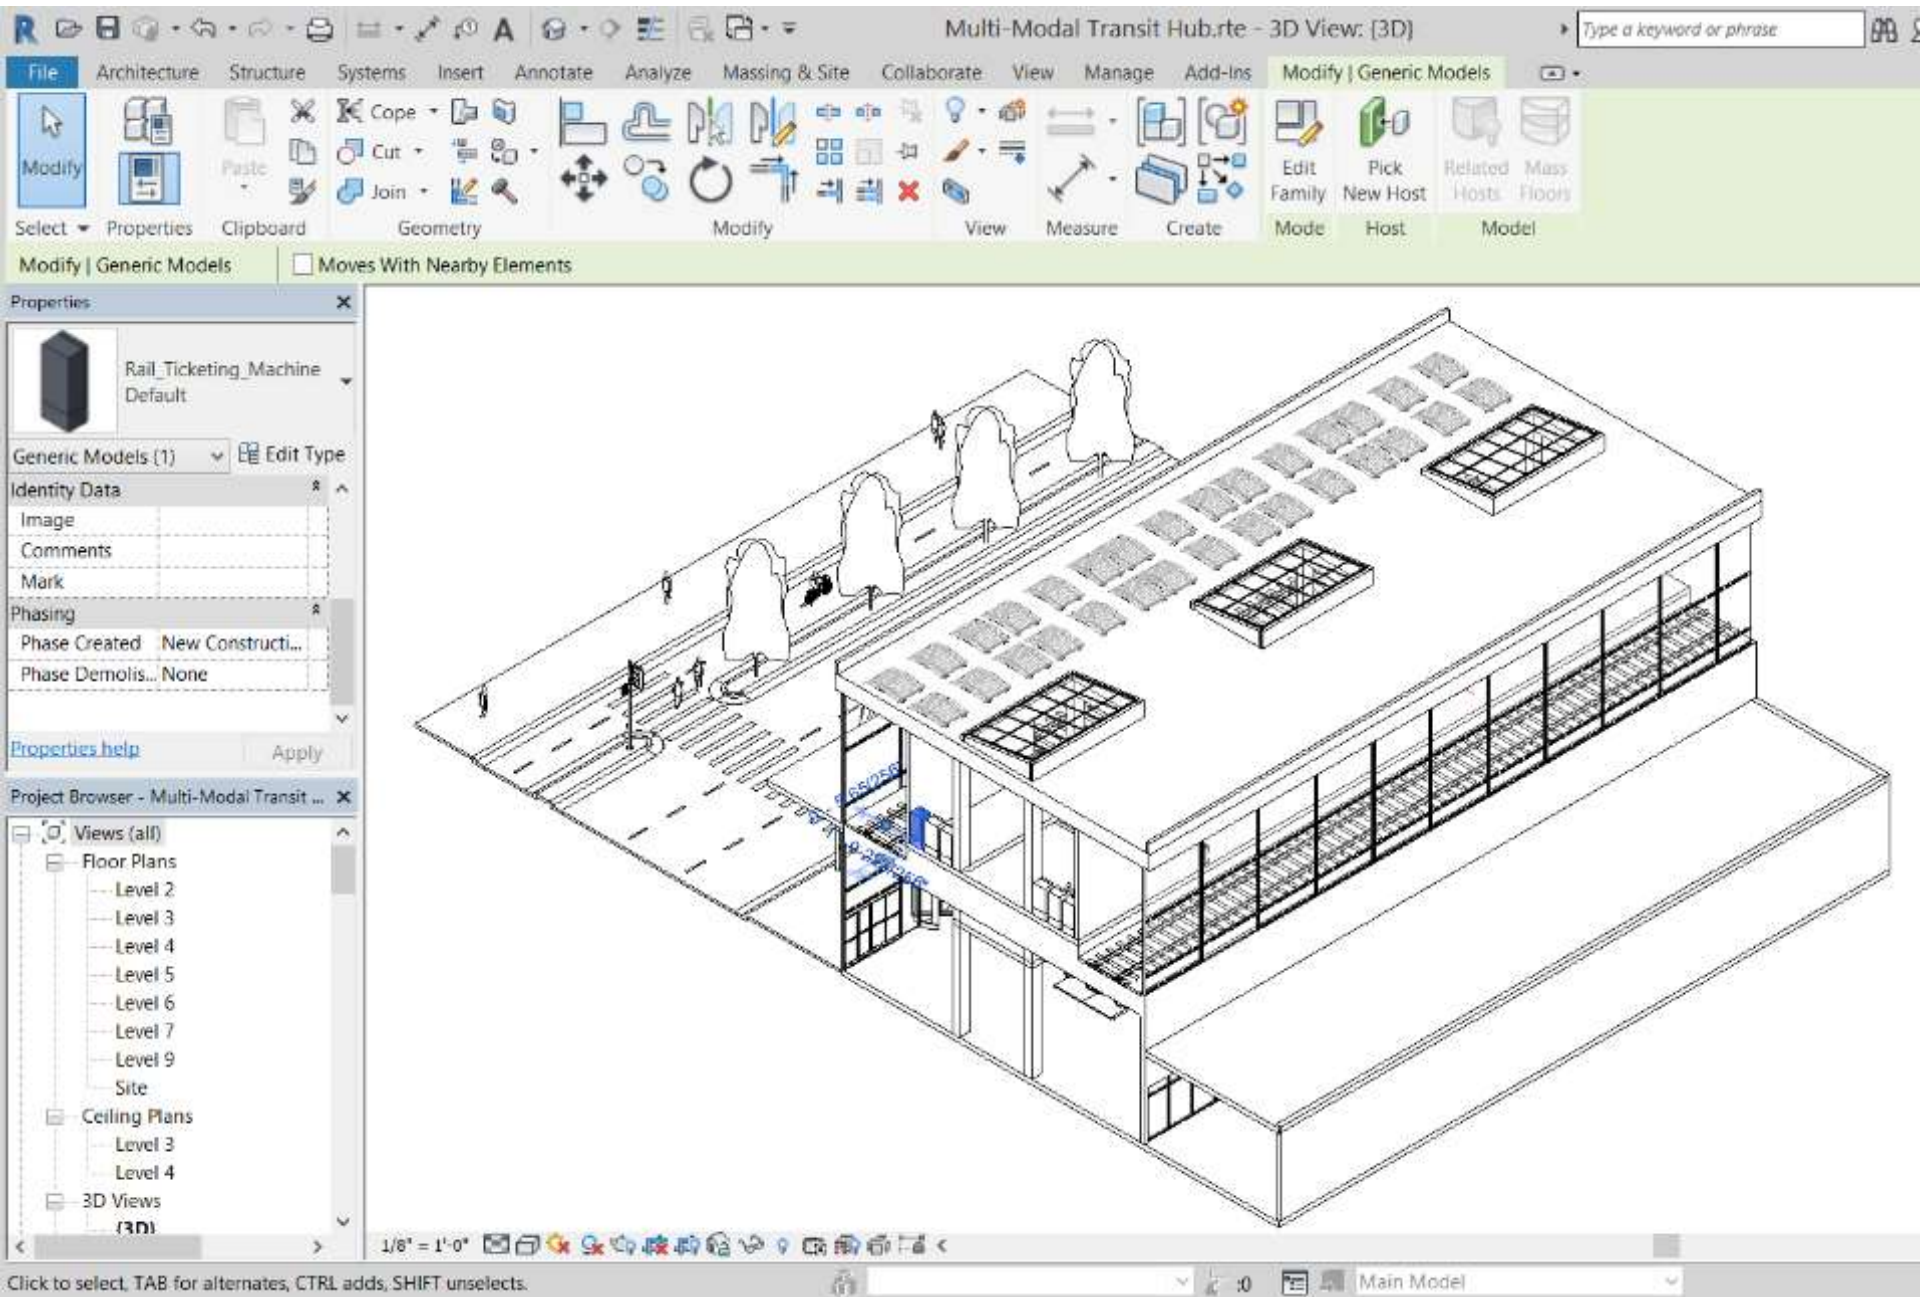 Multi-Modal Transit Hub.rte - 3D View: {3D}
Type a keyword or phrase
File Architecture Structure Systems Insert Annotate Analyze Massing & Site Collaborate View Manage Add-Ins Modify | Generic Models
Modify
Paste
Cope
Cut
Join
Edit Family
Pick New Host
Related Hosts
Mass Floors
Select Properties Clipboard Geometry Modify View Measure Create Mode Host Model
Modify | Generic Models Moves With Nearby Elements
Properties
Rail_Ticketing_Machine
Default
Generic Models (1) Edit Type
Identity Data
Image
Comments
Mark
Phasing
Phase Created New Constructi...
Phase Demolis... None
Properties help Apply
Project Browser - Multi-Modal Transit ...
Views (all)
Floor Plans
Level 2
Level 3
Level 4
Level 5
Level 6
Level 7
Level 9
Site
Ceiling Plans
Level 3
Level 4
3D Views
{3D}
1/8" = 1'-0"
Click to select, TAB for alternates, CTRL adds, SHIFT unselects.
:0
Main Model